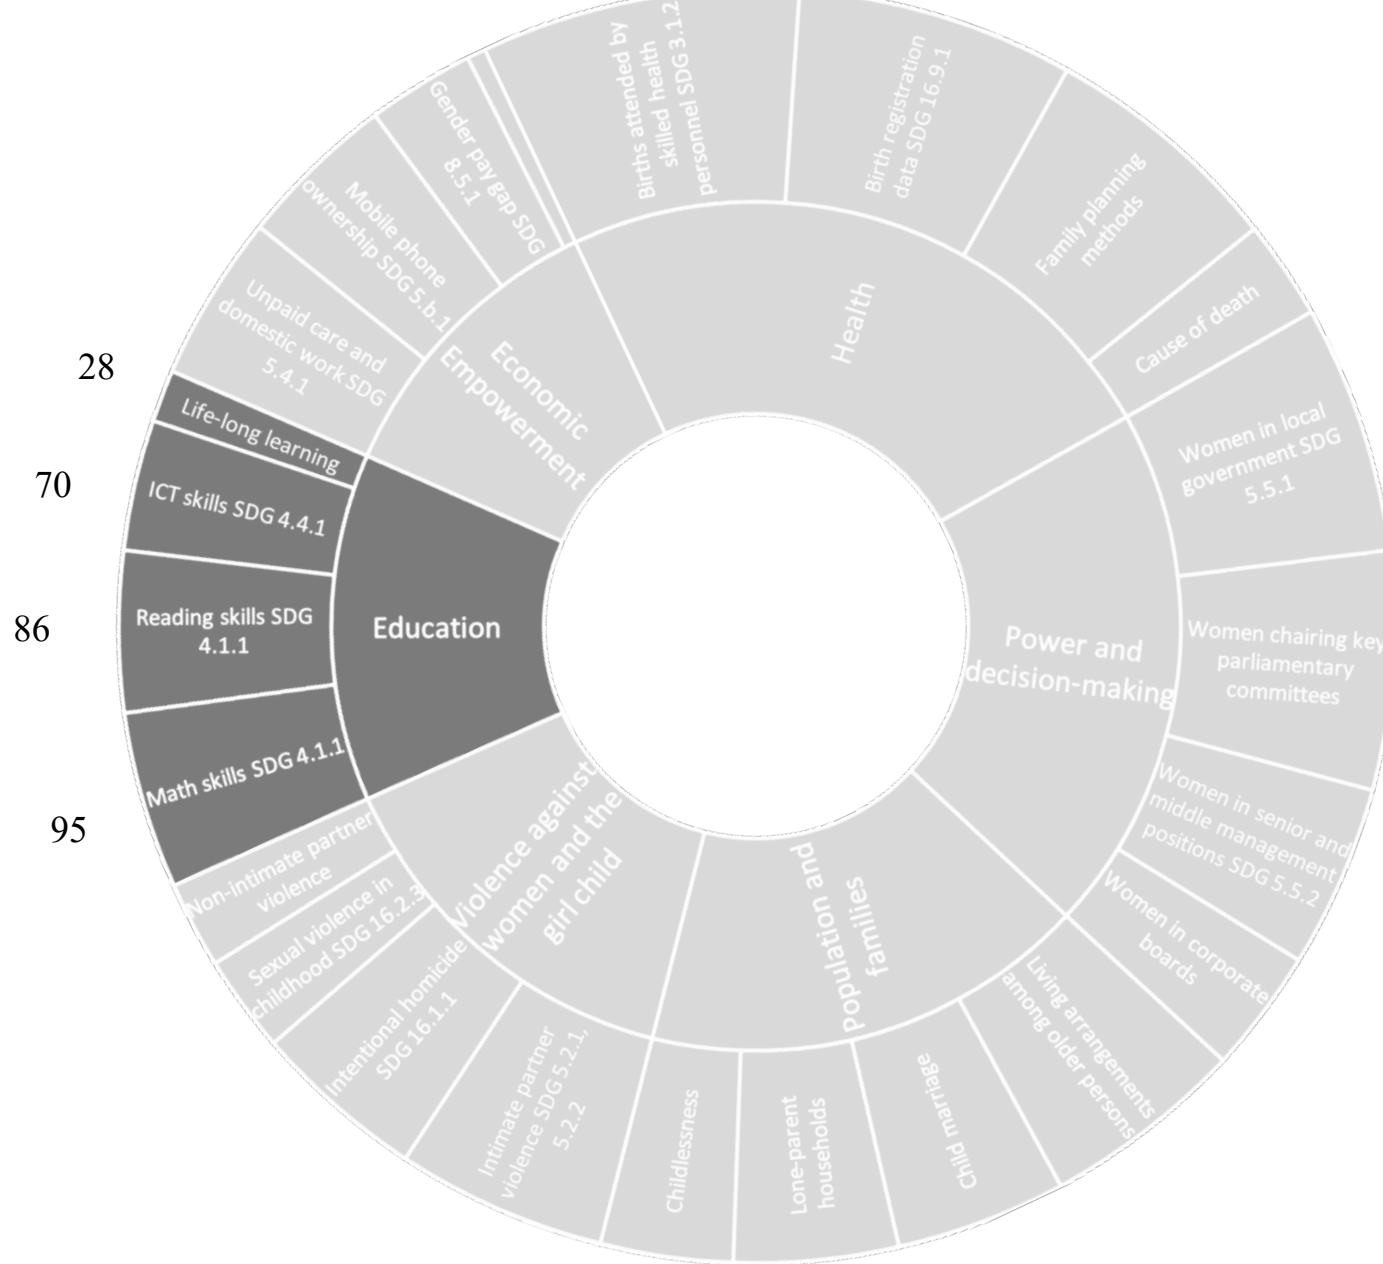 Births attended by
skilled health
personnel SDG 3.1.2
Birth registration
data SDG 16.9.1
Family planning
methods
Cause of death
Health
Women in local
government SDG
5.5.1
Women chairing key
parliamentary
committees
Women in senior and
middle management
positions SDG 5.5.2
Women in corporate
boards
Power and
decision-making
Living arrangements
among older persons
Child marriage
Lone-parent
households
Childlessness
Population and
families
Intimate partner
violence SDG 5.2.1,
5.2.2
Intentional homicide
SDG 16.1.1
Sexual violence in
childhood SDG 16.2.3
Non-intimate partner
violence
Violence against
women and the
girl child
95
Math skills SDG 4.1.1
86
Reading skills SDG
4.1.1
70
ICT skills SDG 4.4.1
28
Life-long learning
Education
Unpaid care and
domestic work SDG
5.4.1
Mobile phone
ownership SDG 5.b.1
Gender pay gap SDG
8.5.1
Economic
Empowerment